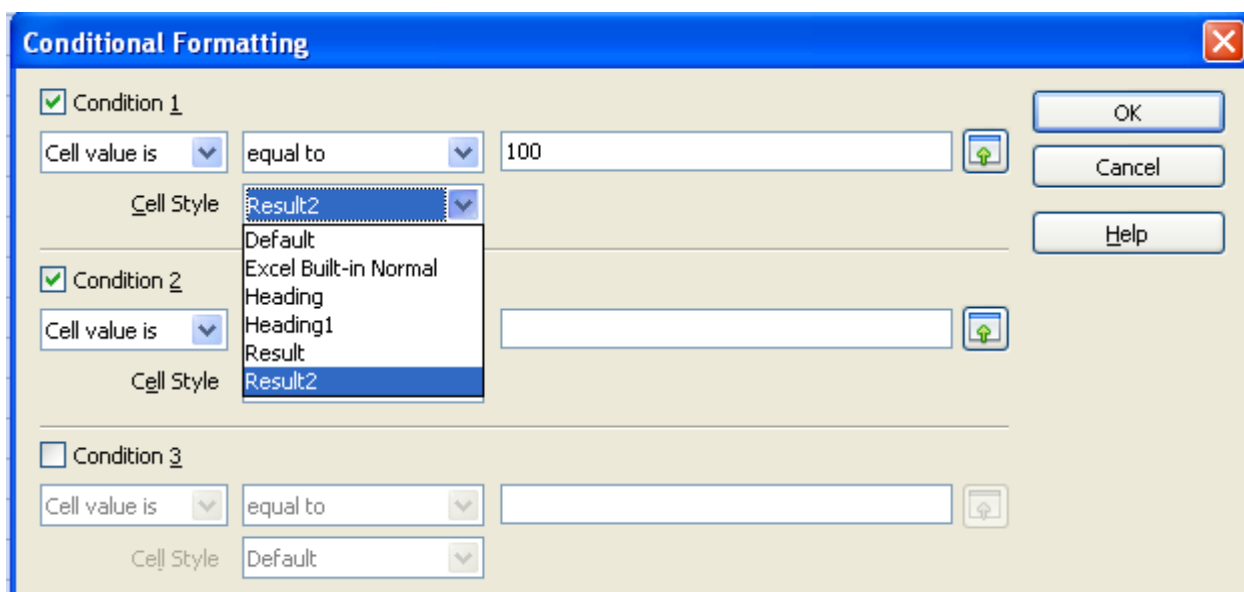 Conditional Formatting
Condition 1
OK
Cell value is equal to 100
Cancel
Cell Style Result2
Help
Default
Excel Built-in Normal
Condition 2
Heading
Cell value is Heading1
Result
Cell Style Result2
Condition 3
Cell value is equal to
Cell Style Default